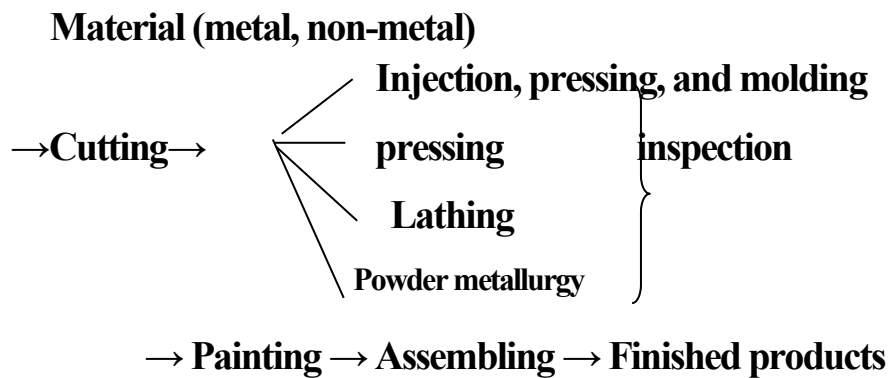 Material (metal, non-metal)
Injection, pressing, and molding
→Cutting→ pressing inspection
Lathing
Powder metallurgy
→ Painting → Assembling → Finished products